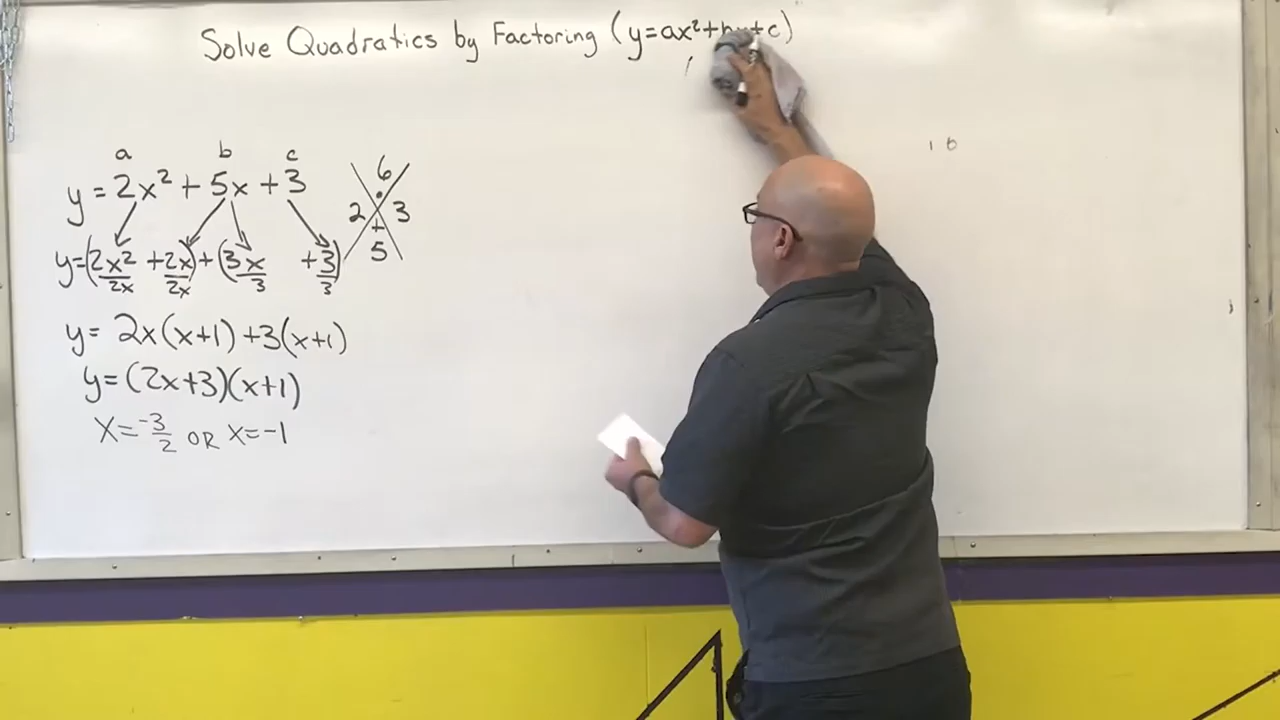 Solve Quadratics by Factoring (y=ax²+bx+c)
a b c
y = 2x² + 5x + 3
6
2 • 3
+
5
y=(2x²/2x +2x/2x)+(3x/3 +3/3)
y= 2x(x+1)+3(x+1)
y=(2x+3)(x+1)
x=-3/2 OR x=-1